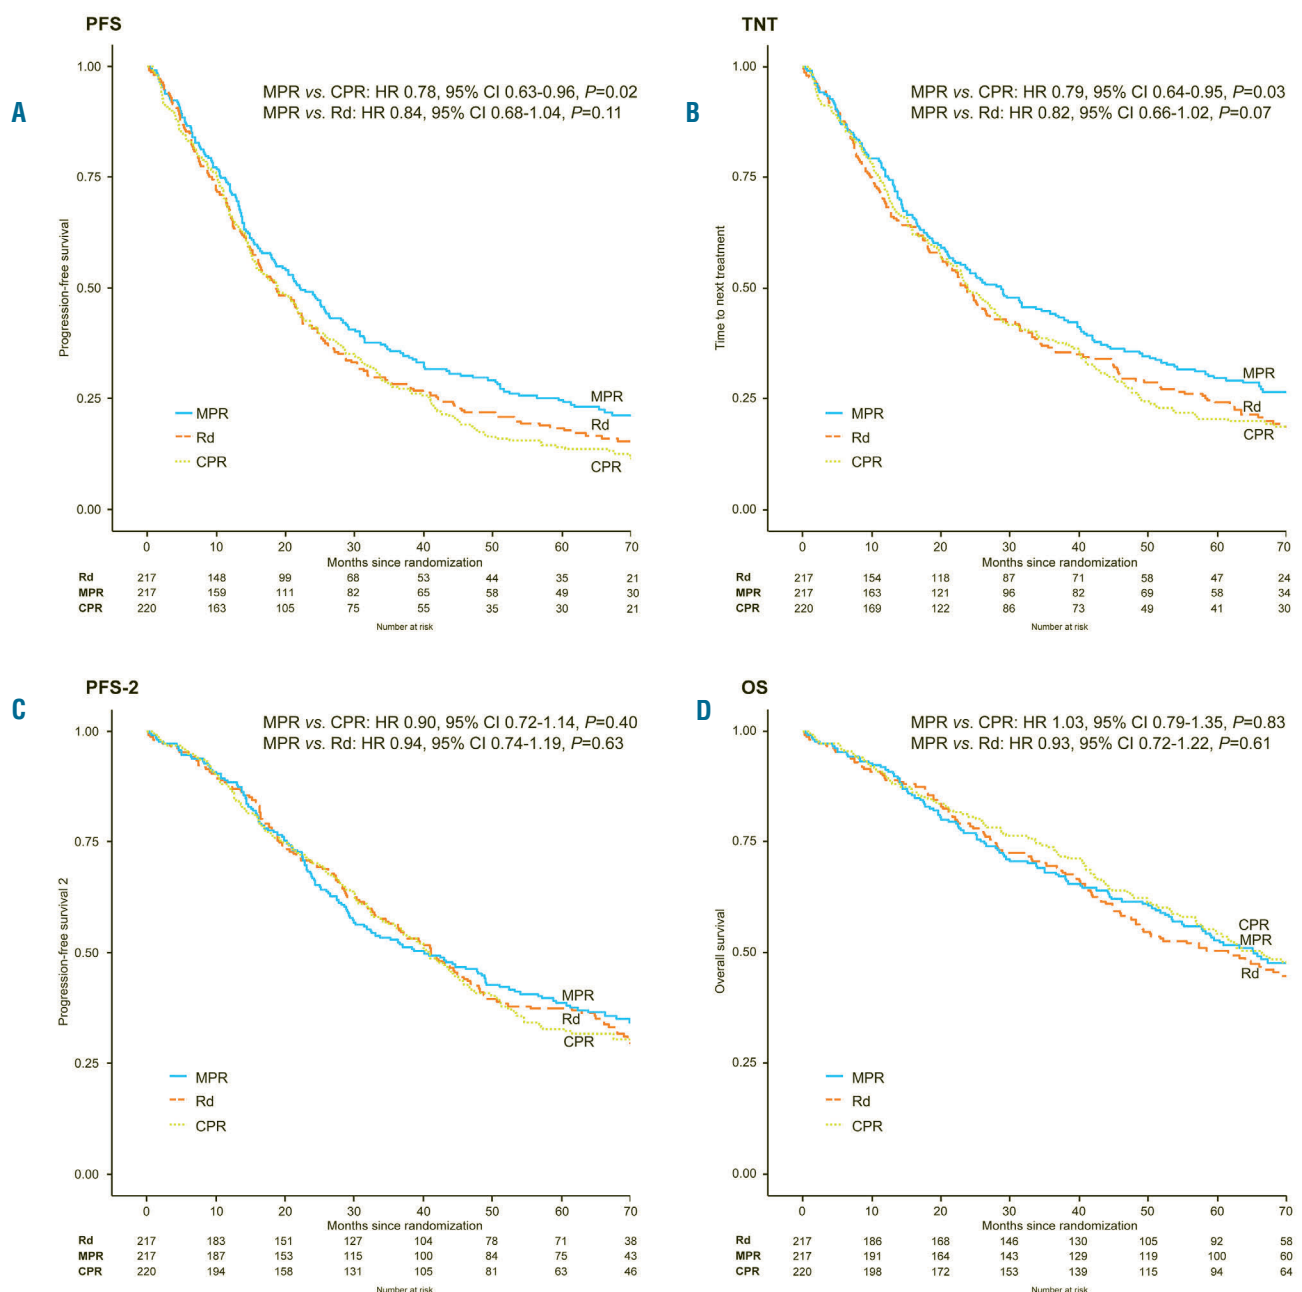 PFS
A
MPR vs. CPR: HR 0.78, 95% CI 0.63-0.96, P=0.02
MPR vs. Rd: HR 0.84, 95% CI 0.68-1.04, P=0.11
Progression-free survival
1.00
0.75
0.50
0.25
0.00
MPR
Rd
CPR
MPR
Rd
CPR
0 10 20 30 40 50 60 70
Months since randomization
Rd 217 148 99 68 53 44 35 21
MPR 217 159 111 82 65 58 49 30
CPR 220 163 105 75 55 35 30 21
Number at risk
TNT
B
MPR vs. CPR: HR 0.79, 95% CI 0.64-0.95, P=0.03
MPR vs. Rd: HR 0.82, 95% CI 0.66-1.02, P=0.07
Time to next treatment
1.00
0.75
0.50
0.25
0.00
MPR
Rd
CPR
MPR
Rd
CPR
0 10 20 30 40 50 60 70
Months since randomization
Rd 217 154 118 87 71 58 47 24
MPR 217 163 121 96 82 69 58 34
CPR 220 169 122 86 73 49 41 30
Number at risk
PFS-2
C
MPR vs. CPR: HR 0.90, 95% CI 0.72-1.14, P=0.40
MPR vs. Rd: HR 0.94, 95% CI 0.74-1.19, P=0.63
Progression-free survival 2
1.00
0.75
0.50
0.25
0.00
MPR
Rd
CPR
MPR
Rd
CPR
0 10 20 30 40 50 60 70
Months since randomization
Rd 217 183 151 127 104 78 71 38
MPR 217 187 153 115 100 84 75 43
CPR 220 194 158 131 105 81 63 46
Number at risk
OS
D
MPR vs. CPR: HR 1.03, 95% CI 0.79-1.35, P=0.83
MPR vs. Rd: HR 0.93, 95% CI 0.72-1.22, P=0.61
Overall survival
1.00
0.75
0.50
0.25
0.00
CPR
MPR
Rd
MPR
Rd
CPR
0 10 20 30 40 50 60 70
Months since randomization
Rd 217 186 168 146 130 105 92 58
MPR 217 191 164 143 129 119 100 60
CPR 220 198 172 153 139 115 94 64
Number at risk